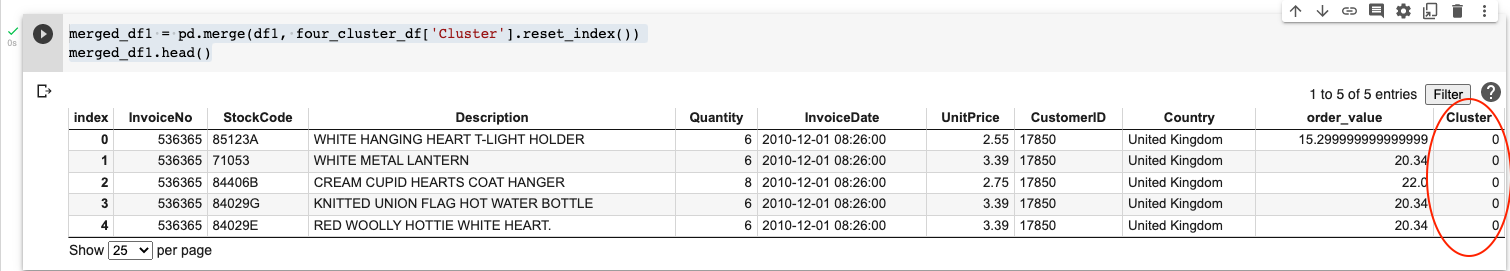 merged_df1 = pd.merge(df1, four_cluster_df['Cluster'].reset_index())
0s
merged_df1.head()
1 to 5 of 5 entries Filter ?
index InvoiceNo StockCode Description Quantity InvoiceDate UnitPrice CustomerID Country order_value Cluster
0 536365 85123A WHITE HANGING HEART T-LIGHT HOLDER 6 2010-12-01 08:26:00 2.55 17850 United Kingdom 15.299999999999999 0
1 536365 71053 WHITE METAL LANTERN 6 2010-12-01 08:26:00 3.39 17850 United Kingdom 20.34 0
2 536365 84406B CREAM CUPID HEARTS COAT HANGER 8 2010-12-01 08:26:00 2.75 17850 United Kingdom 22.0 0
3 536365 84029G KNITTED UNION FLAG HOT WATER BOTTLE 6 2010-12-01 08:26:00 3.39 17850 United Kingdom 20.34 0
4 536365 84029E RED WOOLLY HOTTIE WHITE HEART. 6 2010-12-01 08:26:00 3.39 17850 United Kingdom 20.34 0
Show 25 per page